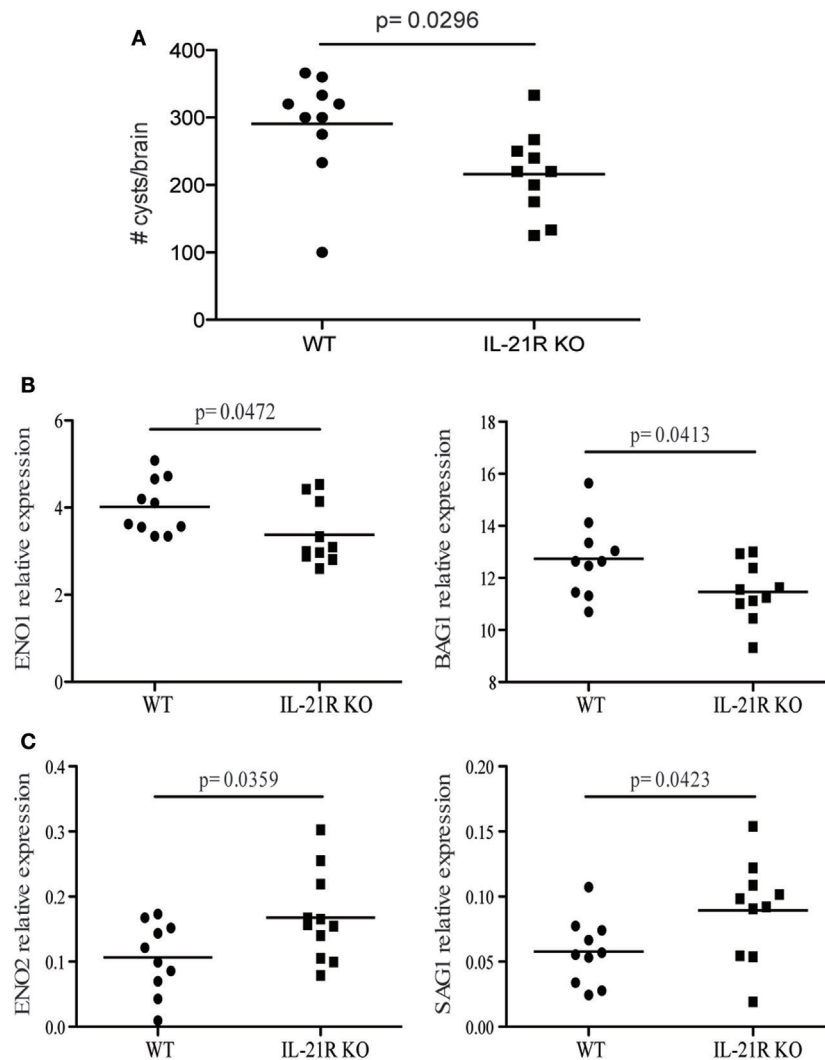 A
p= 0.0296
# cysts/brain
400
300
200
100
0
WT
IL-21R KO
B
ENO1 relative expression
6
4
2
0
p= 0.0472
WT
IL-21R KO
BAG1 relative expression
18
16
14
12
10
8
p= 0.0413
WT
IL-21R KO
C
ENO2 relative expression
0.4
0.3
0.2
0.1
0.0
p= 0.0359
WT
IL-21R KO
SAG1 relative expression
0.20
0.15
0.10
0.05
0.00
p= 0.0423
WT
IL-21R KO